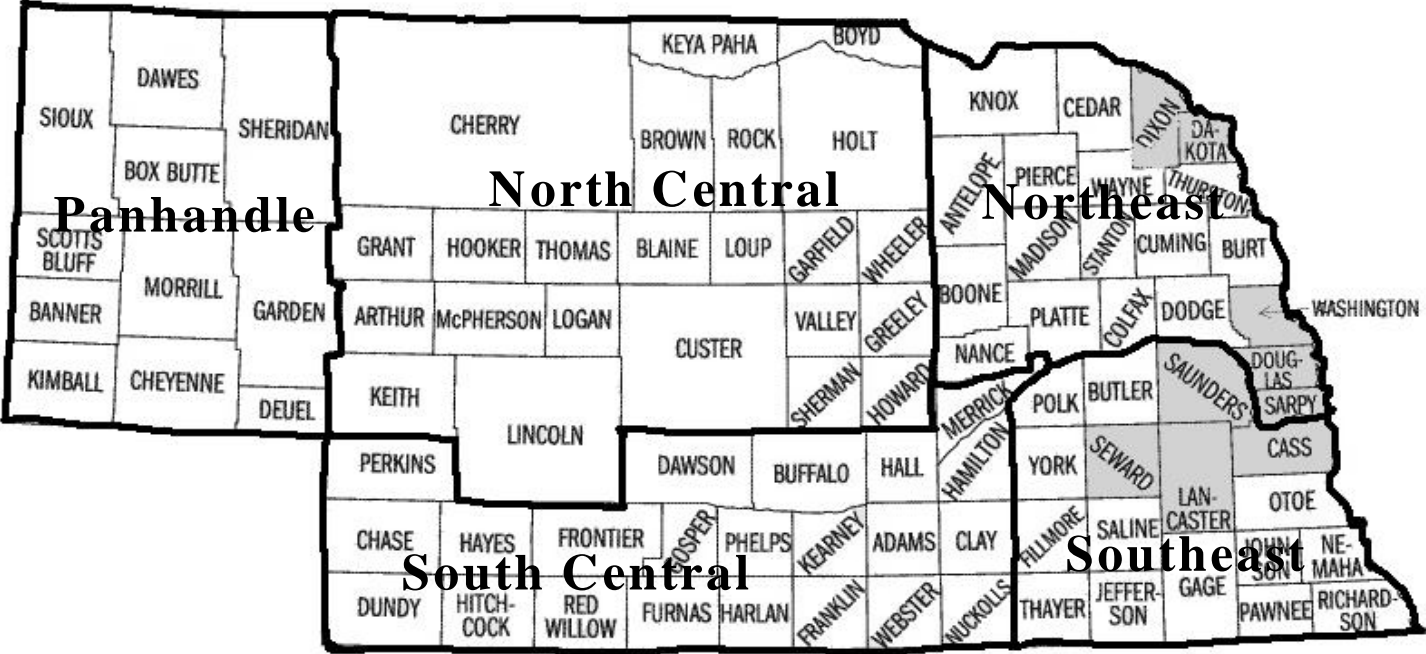 SIOUX
DAWES
SHERIDAN
BOX BUTTE
Panhandle
SCOTTS
BLUFF
MORRILL
BANNER
GARDEN
KIMBALL
CHEYENNE
DEUEL
CHERRY
KEYA PAHA
BOYD
BROWN
ROCK
HOLT
North Central
GRANT
HOOKER
THOMAS
BLAINE
LOUP
GARFIELD
WHEELER
ARTHUR
McPHERSON
LOGAN
CUSTER
VALLEY
GREELEY
KEITH
LINCOLN
SHERMAN
HOWARD
KNOX
CEDAR
DIXON
DA-
KOTA
ANTELOPE
PIERCE
WAYNE
THURSTON
Northeast
MADISON
STANTON
CUMING
BURT
BOONE
PLATTE
COLFAX
DODGE
WASHINGTON
NANCE
DOUG-
LAS
SARPY
PERKINS
DAWSON
BUFFALO
HALL
MERRICK
HAMILTON
CHASE
HAYES
FRONTIER
GOSPER
PHELPS
KEARNEY
ADAMS
CLAY
South Central
DUNDY
HITCH-
COCK
RED
WILLOW
FURNAS
HARLAN
FRANKLIN
WEBSTER
NUCKOLLS
POLK
BUTLER
SAUNDERS
YORK
SEWARD
LAN-
CASTER
CASS
OTOE
FILLMORE
SALINE
Southeast
JOHN-
SON
NE-
MAHA
THAYER
JEFFER-
SON
GAGE
PAWNEE
RICHARD-
SON